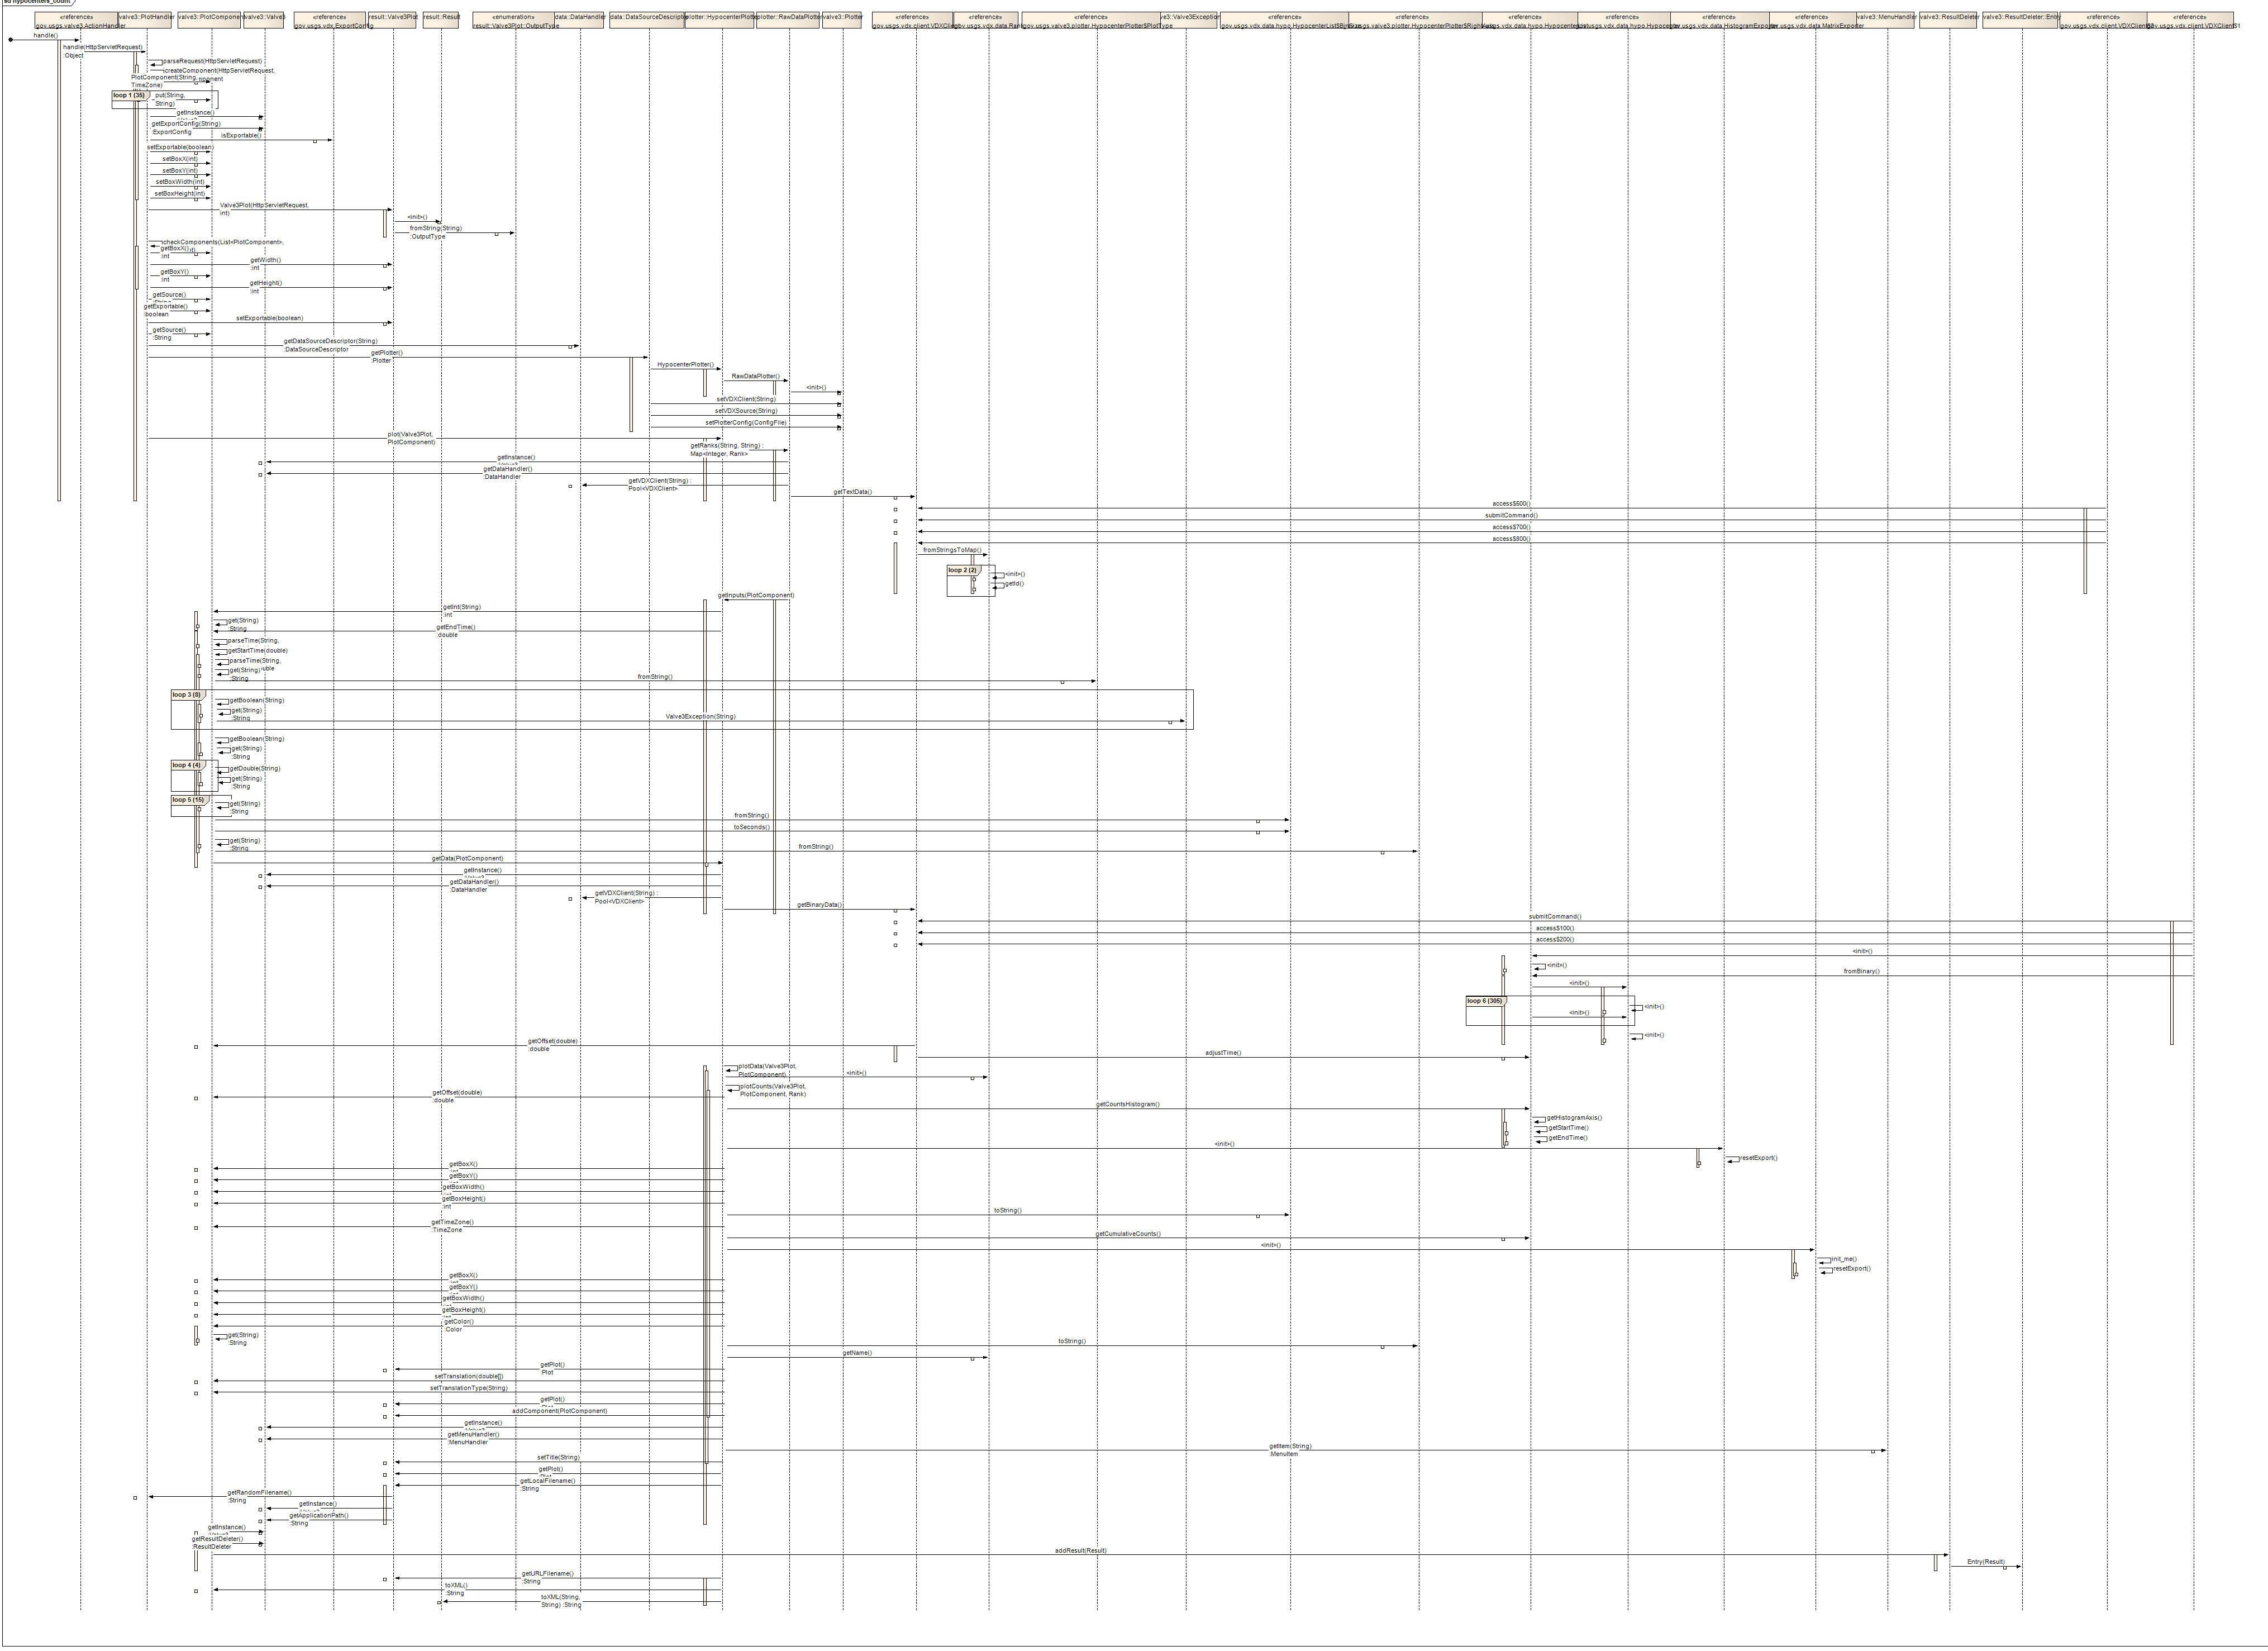 sd hypocenters_count
«reference»
gov.usgs.valve3.ActionHandler
valve3::PlotHandler
valve3::PlotComponent
valve3::Valve3
«reference»
gov.usgs.vdx.ExportConfig
result::Valve3Plot
result::Result
«enumeration»
result::Valve3Plot::OutputType
data::DataHandler
data::DataSourceDescriptor
plotter::HypocenterPlotter
plotter::RawDataPlotter
valve3::Plotter
«reference»
gov.usgs.vdx.client.VDXClient
«reference»
gov.usgs.vdx.data.Rank
«reference»
gov.usgs.valve3.plotter.HypocenterPlotter$PlotType
valve3::Valve3Exception
«reference»
gov.usgs.vdx.data.hypo.HypocenterList$BinSize
«reference»
gov.usgs.valve3.plotter.HypocenterPlotter$RightAxis
«reference»
gov.usgs.vdx.data.hypo.HypocenterList
«reference»
gov.usgs.vdx.data.hypo.Hypocenter
«reference»
gov.usgs.vdx.data.HistogramExporter
«reference»
gov.usgs.vdx.data.MatrixExporter
valve3::MenuHandler
valve3::ResultDeleter
valve3::ResultDeleter::Entry
«reference»
gov.usgs.vdx.client.VDXClient$2
«reference»
gov.usgs.vdx.client.VDXClient$1
handle()
handle(HttpServletRequest)
:Object
parseRequest(HttpServletRequest)
createComponent(HttpServletRequest,
PlotComponent(String,
TimeZone)
loop 1 (35)
put(String,
String)
getInstance()
getExportConfig(String)
:ExportConfig
isExportable()
setExportable(boolean)
setBoxX(int)
setBoxY(int)
setBoxWidth(int)
setBoxHeight(int)
Valve3Plot(HttpServletRequest,
int)
<init>()
fromString(String)
:OutputType
checkComponents(List<PlotComponent>,
getBoxX()
:int
getWidth()
:int
getBoxY()
:int
getHeight()
:int
getSource()
getExportable()
:boolean
setExportable(boolean)
getSource()
:String
getDataSourceDescriptor(String)
:DataSourceDescriptor
getPlotter()
:Plotter
HypocenterPlotter()
RawDataPlotter()
<init>()
setVDXClient(String)
setVDXSource(String)
setPlotterConfig(ConfigFile)
plot(Valve3Plot,
PlotComponent)
getRanks(String, String) :
Map<Integer, Rank>
getInstance()
getDataHandler()
:DataHandler
getVDXClient(String) :
Pool<VDXClient>
getTextData()
access$500()
submitCommand()
access$700()
access$800()
fromStringsToMap()
loop 2 (2)
<init>()
getId()
getInputs(PlotComponent)
getInt(String)
:int
get(String)
:String
getEndTime()
:double
parseTime(String,
getStartTime(double)
parseTime(String,
get(String)
:String
fromString()
loop 3 (8)
getBoolean(String)
get(String)
:String
Valve3Exception(String)
getBoolean(String)
get(String)
:String
loop 4 (4)
getDouble(String)
get(String)
:String
loop 5 (15)
get(String)
:String
fromString()
toSeconds()
get(String)
:String
fromString()
getData(PlotComponent)
getInstance()
getDataHandler()
:DataHandler
getVDXClient(String) :
Pool<VDXClient>
getBinaryData()
submitCommand()
access$100()
access$200()
<init>()
<init>()
fromBinary()
<init>()
loop 6 (305)
<init>()
<init>()
<init>()
getOffset(double)
:double
adjustTime()
plotData(Valve3Plot,
PlotComponent)
<init>()
plotCounts(Valve3Plot,
PlotComponent, Rank)
getOffset(double)
:double
getCountsHistogram()
getHistogramAxis()
getStartTime()
getEndTime()
<init>()
resetExport()
getBoxX()
getBoxY()
getBoxWidth()
getBoxHeight()
:int
toString()
getTimeZone()
:TimeZone
getCumulativeCounts()
<init>()
init_me()
resetExport()
getBoxX()
getBoxY()
getBoxWidth()
getBoxHeight()
getColor()
:Color
get(String)
:String
toString()
getName()
getPlot()
:Plot
setTranslation(double[])
setTranslationType(String)
getPlot()
addComponent(PlotComponent)
getInstance()
getMenuHandler()
:MenuHandler
getItem(String)
:MenuItem
setTitle(String)
getPlot()
getLocalFilename()
:String
getRandomFilename()
:String
getInstance()
getApplicationPath()
:String
getInstance()
getResultDeleter()
:ResultDeleter
addResult(Result)
Entry(Result)
getURLFilename()
:String
toXML()
:String
toXML(String,
String) :String